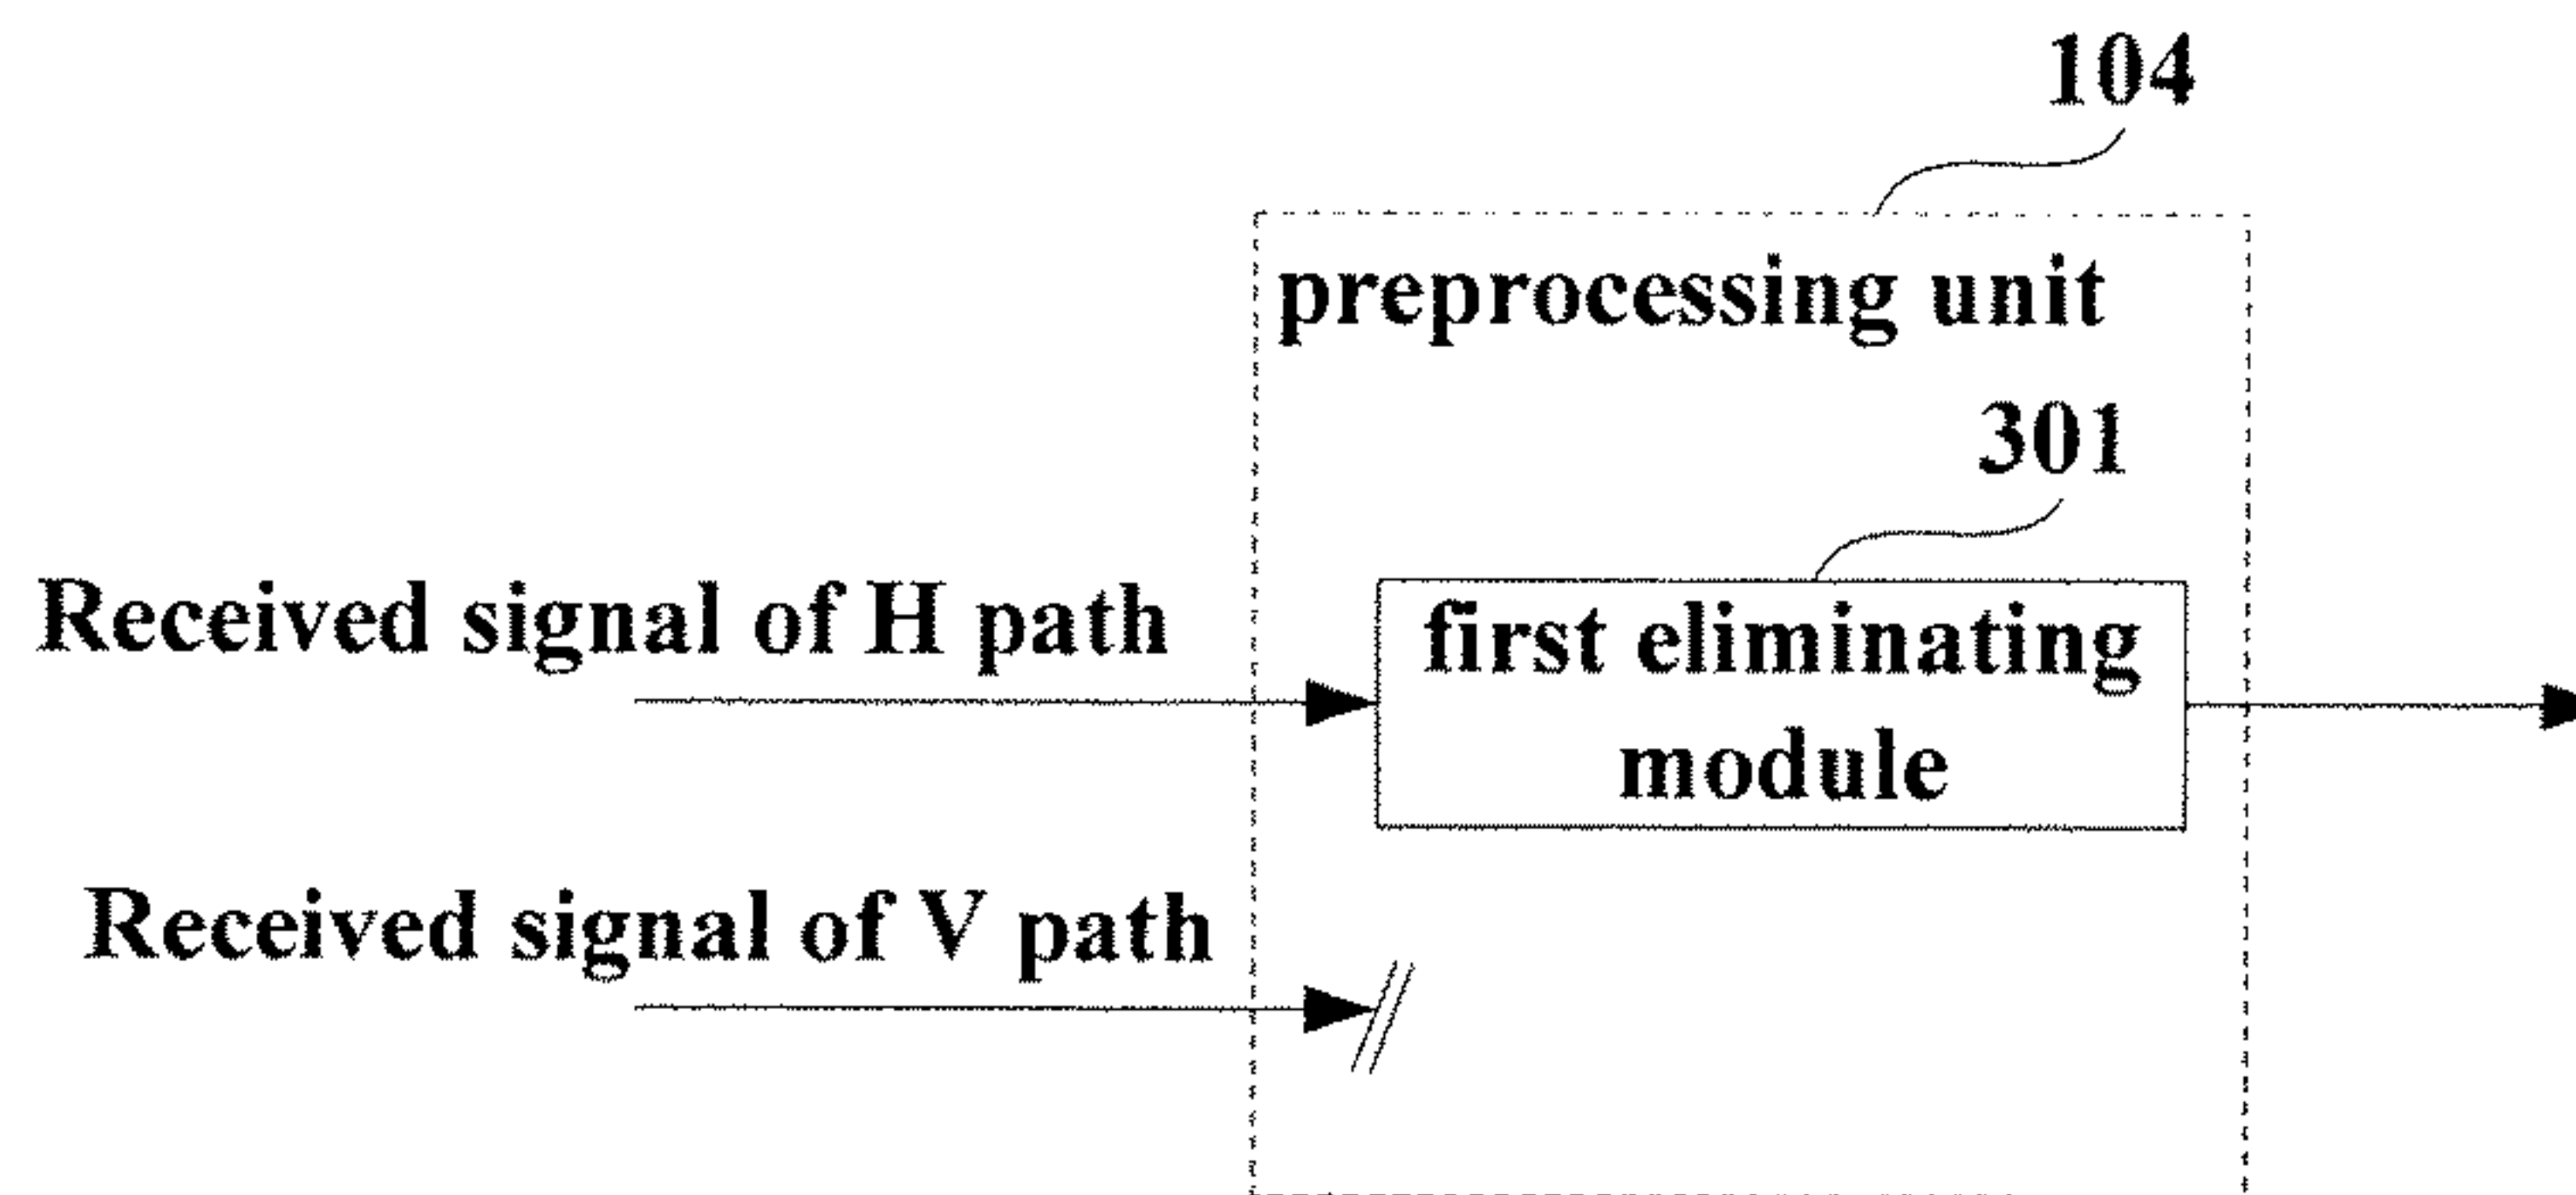 104
preprocessing unit
301
Received signal of H path
first eliminating
module
Received signal of V path